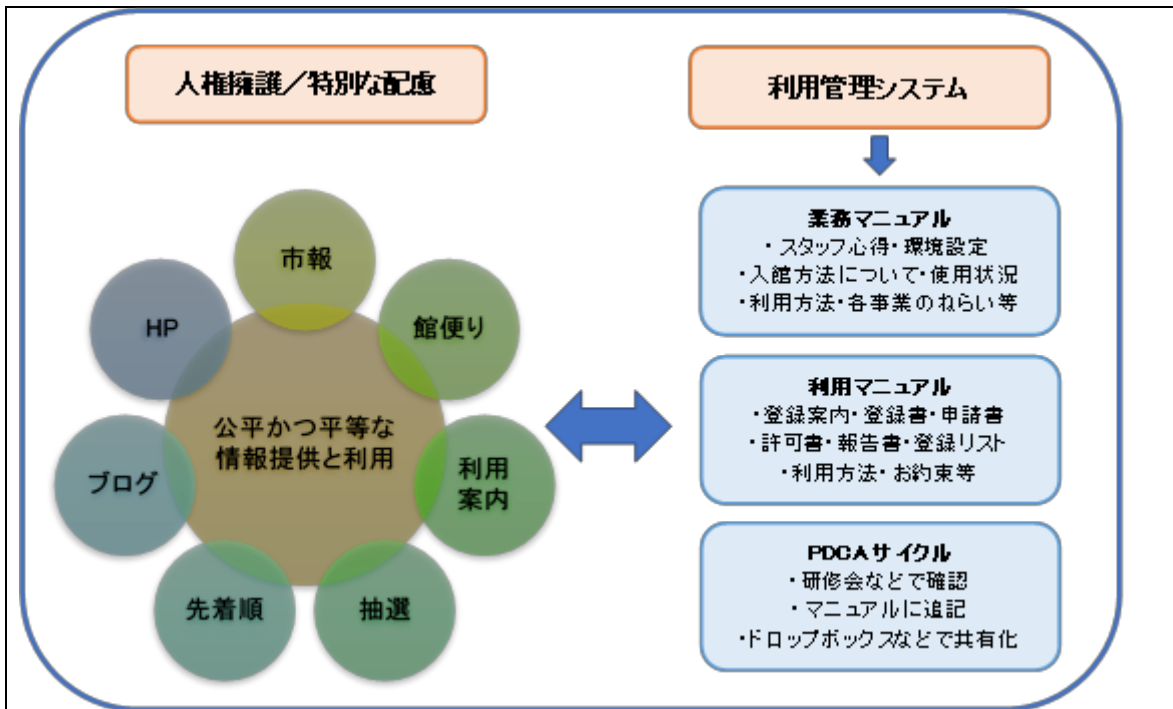 人権擁護／特別な配慮
市報
館便り
利用
案内
抽選
先着順
ブログ
HP
公平かつ平等な
情報提供と利用
利用管理システム
業務マニュアル
・スタッフ心得・環境設定
・入館方法について・使用状況
・利用方法・各事業のねらい等
利用マニュアル
・登録案内・登録書・申請書
・許可書・報告書・登録リスト
・利用方法・お約束等
PDCAサイクル
・研修会などで確認
・マニュアルに追記
・ドロップボックスなどで共有化